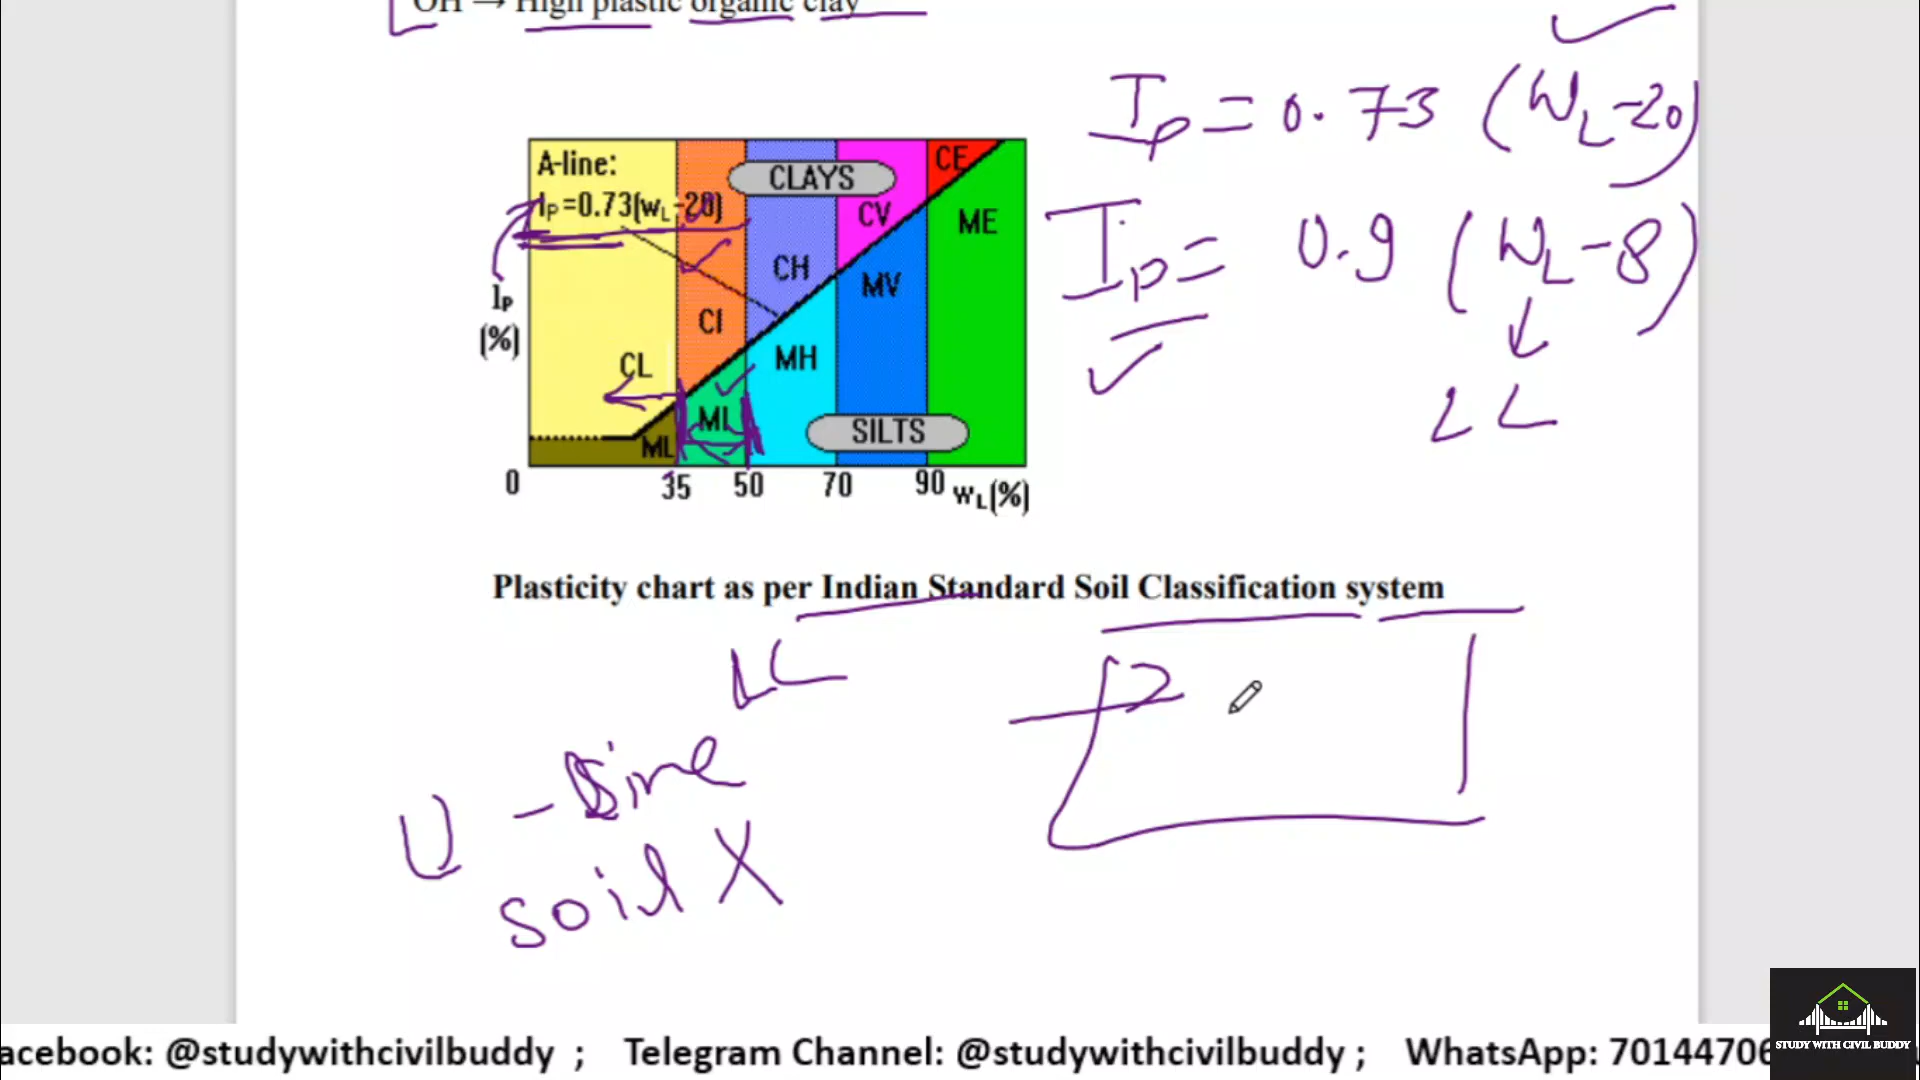 OH → High plastic organic clay
Ip = 0.73 (WL-20)
Ip = 0.9 (WL-8)
LL
A-line:
IP=0.73(wL-20)
CLAYS
CE
CV
ME
CH
MV
CI
IP
(%)
CL
MH
ML
ML
SILTS
0
35
50
70
90
wL(%)
Plasticity chart as per Indian Standard Soil Classification system
LL
2
U - line
soil X
acebook: @studywithcivilbuddy ; Telegram Channel: @studywithcivilbuddy ; WhatsApp: 7014470
STUDY WITH CIVIL BUDDY